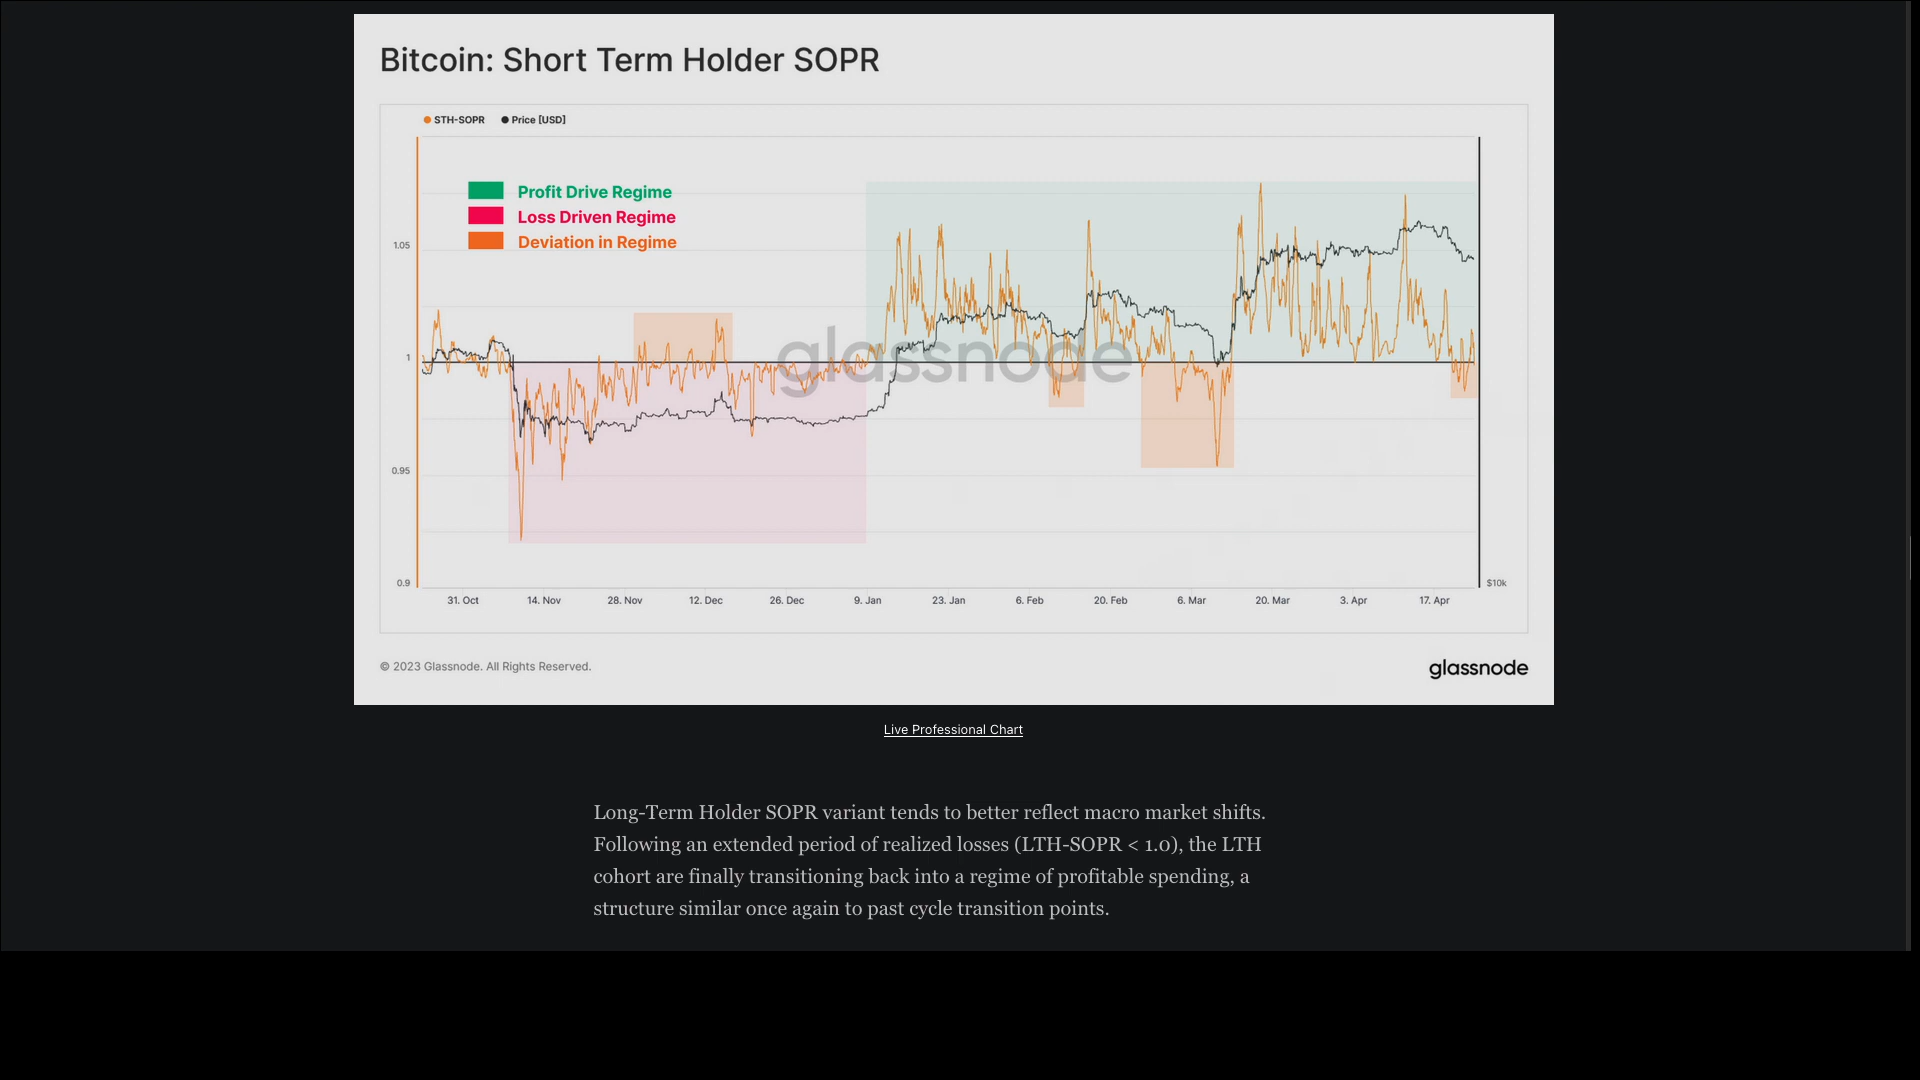 Bitcoin: Short Term Holder SOPR
STH-SOPR Price [USD]
Profit Drive Regime
Loss Driven Regime
Deviation in Regime
1.05
1
0.95
0.9
$10k
glassnode
31. Oct 14. Nov 28. Nov 12. Dec 26. Dec 9. Jan 23. Jan 6. Feb 20. Feb 6. Mar 20. Mar 3. Apr 17. Apr
© 2023 Glassnode. All Rights Reserved.
glassnode
Live Professional Chart
Long-Term Holder SOPR variant tends to better reflect macro market shifts.
Following an extended period of realized losses (LTH-SOPR < 1.0), the LTH
cohort are finally transitioning back into a regime of profitable spending, a
structure similar once again to past cycle transition points.